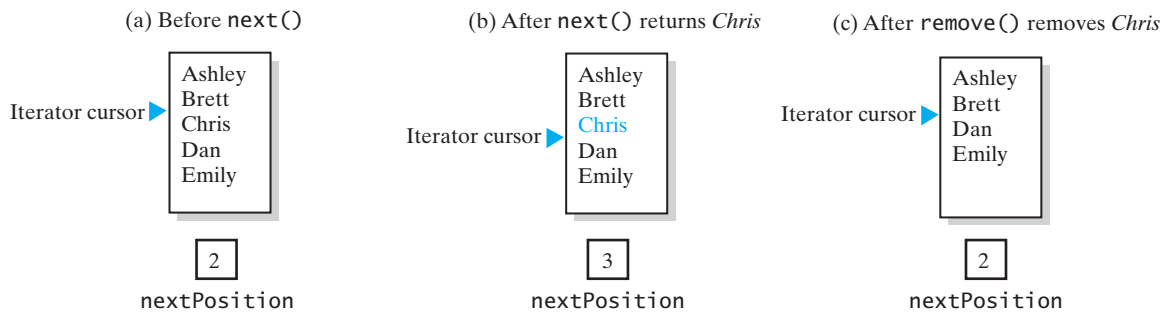 (a) Before next()
Iterator cursor
Ashley
Brett
Chris
Dan
Emily
2
nextPosition
(b) After next() returns Chris
Iterator cursor
Ashley
Brett
Chris
Dan
Emily
3
nextPosition
(c) After remove() removes Chris
Iterator cursor
Ashley
Brett
Dan
Emily
2
nextPosition